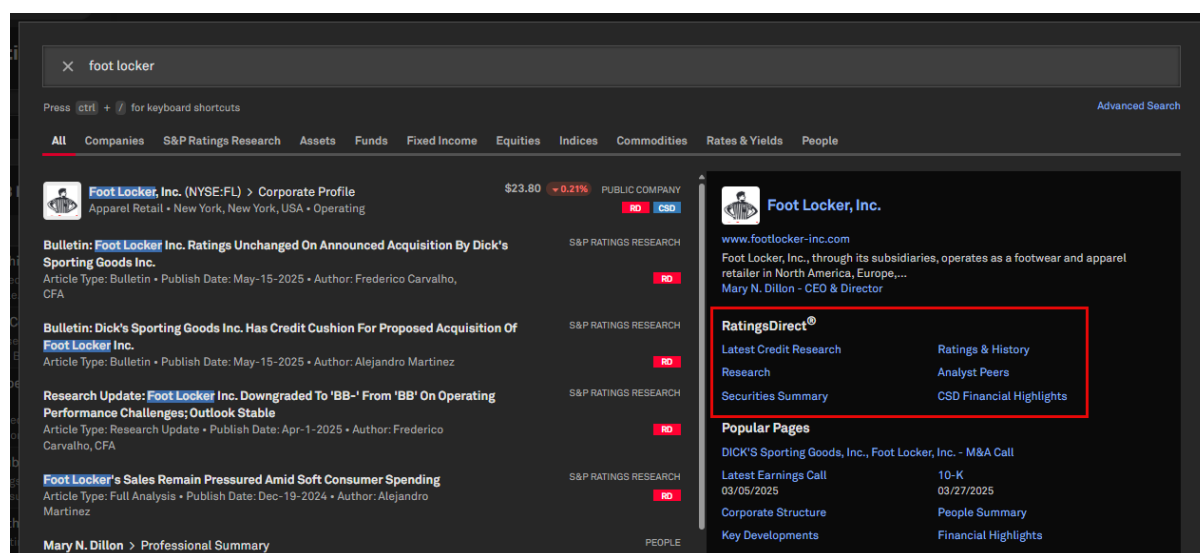 foot locker
Press ctrl + / for keyboard shortcuts
Advanced Search
All Companies S&P Ratings Research Assets Funds Fixed Income Equities Indices Commodities Rates & Yields People
Foot Locker, Inc. (NYSE:FL) > Corporate Profile
$23.80 0.21% PUBLIC COMPANY
Apparel Retail • New York, New York, USA • Operating
RD CSD
Bulletin: Foot Locker Inc. Ratings Unchanged On Announced Acquisition By Dick's
Sporting Goods Inc.
S&P RATINGS RESEARCH
Article Type: Bulletin • Publish Date: May-15-2025 • Author: Frederico Carvalho,
CFA
RD
Bulletin: Dick's Sporting Goods Inc. Has Credit Cushion For Proposed Acquisition Of
Foot Locker Inc.
S&P RATINGS RESEARCH
Article Type: Bulletin • Publish Date: May-15-2025 • Author: Alejandro Martinez
RD
Research Update: Foot Locker Inc. Downgraded To 'BB-' From 'BB' On Operating
Performance Challenges; Outlook Stable
S&P RATINGS RESEARCH
Article Type: Research Update • Publish Date: Apr-1-2025 • Author: Frederico
Carvalho, CFA
RD
Foot Locker's Sales Remain Pressured Amid Soft Consumer Spending
S&P RATINGS RESEARCH
Article Type: Full Analysis • Publish Date: Dec-19-2024 • Author: Alejandro
Martinez
RD
Mary N. Dillon > Professional Summary
PEOPLE
Foot Locker, Inc.
www.footlocker-inc.com
Foot Locker, Inc., through its subsidiaries, operates as a footwear and apparel
retailer in North America, Europe,...
Mary N. Dillon - CEO & Director
RatingsDirect®
Latest Credit Research Ratings & History
Research Analyst Peers
Securities Summary CSD Financial Highlights
Popular Pages
DICK'S Sporting Goods, Inc., Foot Locker, Inc. - M&A Call
Latest Earnings Call 10-K
03/05/2025 03/27/2025
Corporate Structure People Summary
Key Developments Financial Highlights